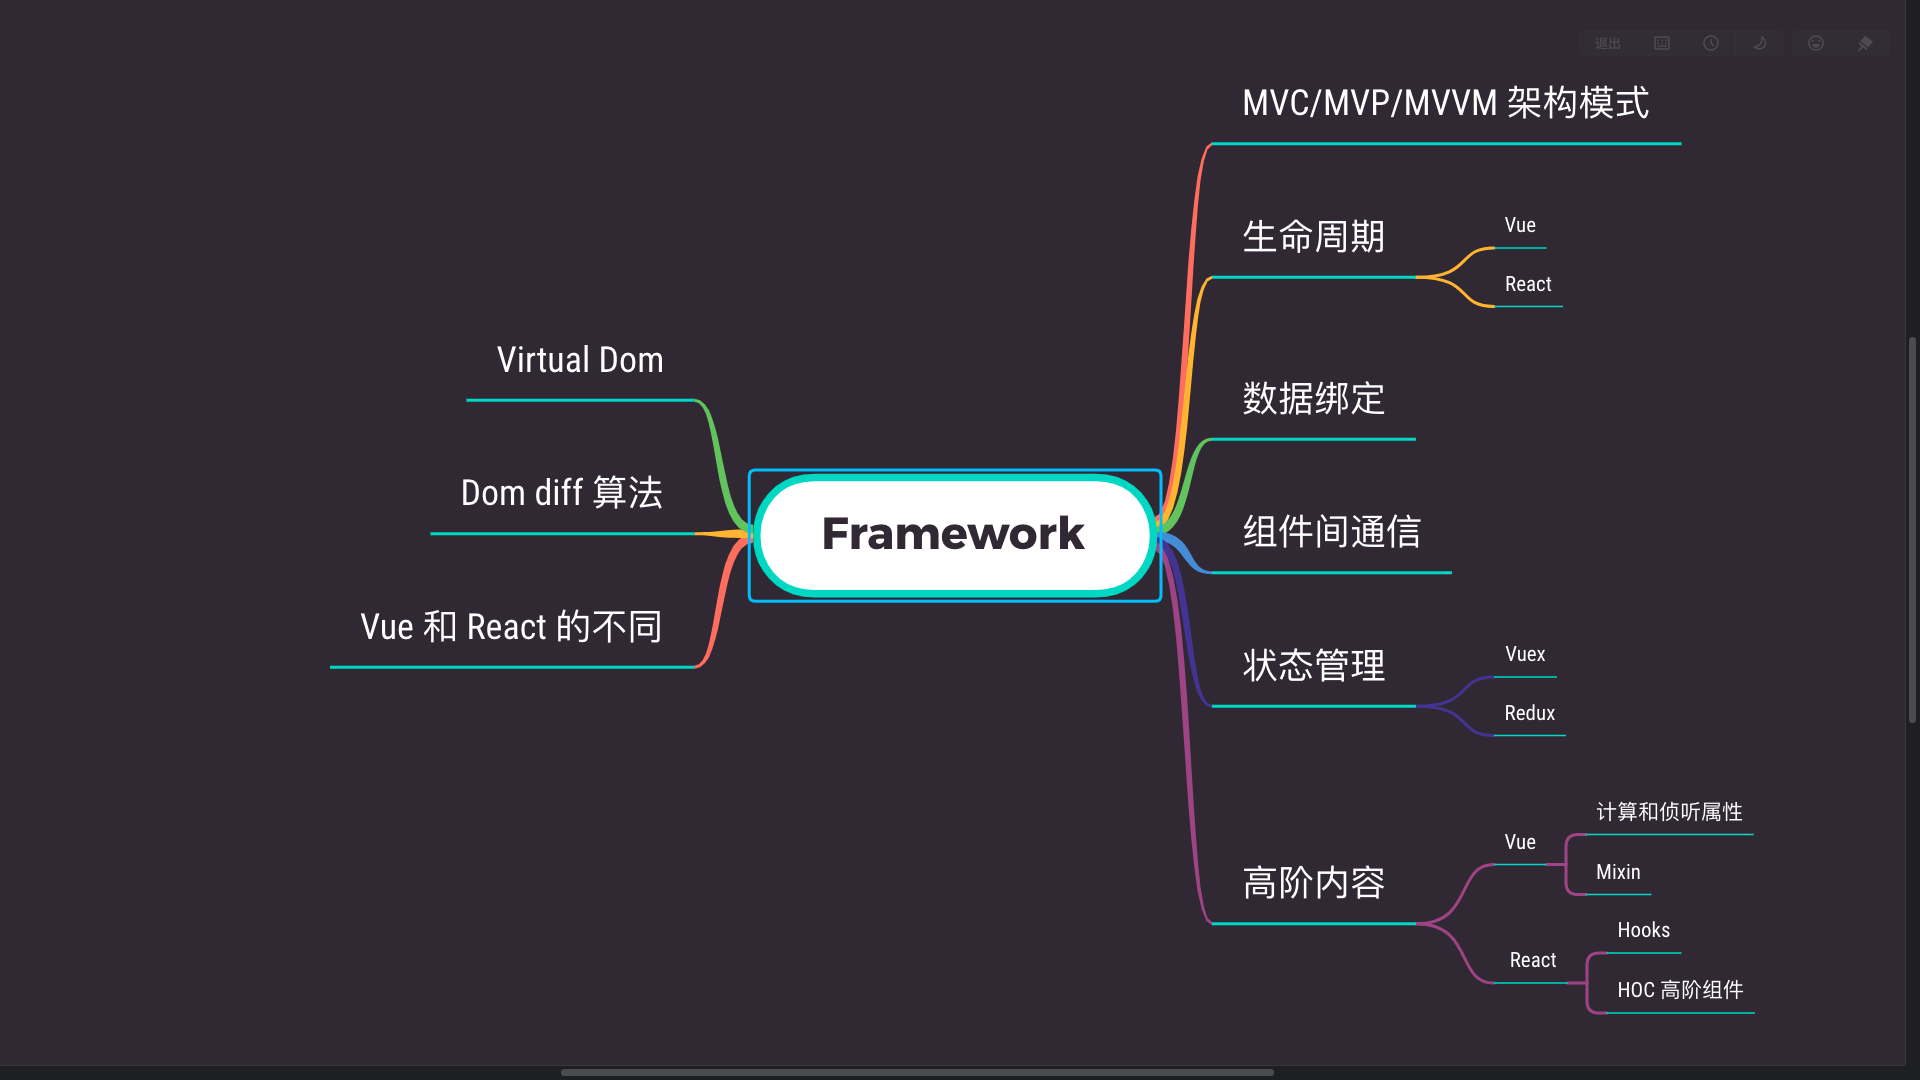 退出
MVC/MVP/MVVM 架构模式
生命周期
Vue
React
数据绑定
组件间通信
状态管理
Vuex
Redux
高阶内容
Vue
计算和侦听属性
Mixin
React
Hooks
HOC 高阶组件
Framework
Virtual Dom
Dom diff 算法
Vue 和 React 的不同